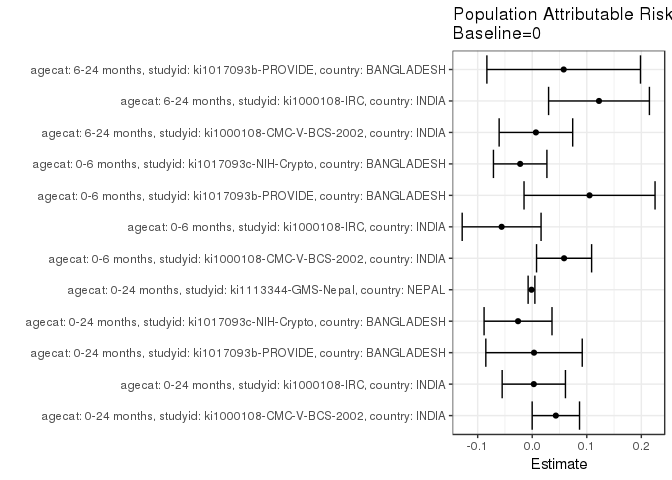 Population Attributable Risk
Baseline=0
agecat: 6-24 months, studyid: ki1017093b-PROVIDE, country: BANGLADESH
agecat: 6-24 months, studyid: ki1000108-IRC, country: INDIA
agecat: 6-24 months, studyid: ki1000108-CMC-V-BCS-2002, country: INDIA
agecat: 0-6 months, studyid: ki1017093c-NIH-Crypto, country: BANGLADESH
agecat: 0-6 months, studyid: ki1017093b-PROVIDE, country: BANGLADESH
agecat: 0-6 months, studyid: ki1000108-IRC, country: INDIA
agecat: 0-6 months, studyid: ki1000108-CMC-V-BCS-2002, country: INDIA
agecat: 0-24 months, studyid: ki1113344-GMS-Nepal, country: NEPAL
agecat: 0-24 months, studyid: ki1017093c-NIH-Crypto, country: BANGLADESH
agecat: 0-24 months, studyid: ki1017093b-PROVIDE, country: BANGLADESH
agecat: 0-24 months, studyid: ki1000108-IRC, country: INDIA
agecat: 0-24 months, studyid: ki1000108-CMC-V-BCS-2002, country: INDIA
-0.1 0.0 0.1 0.2
Estimate